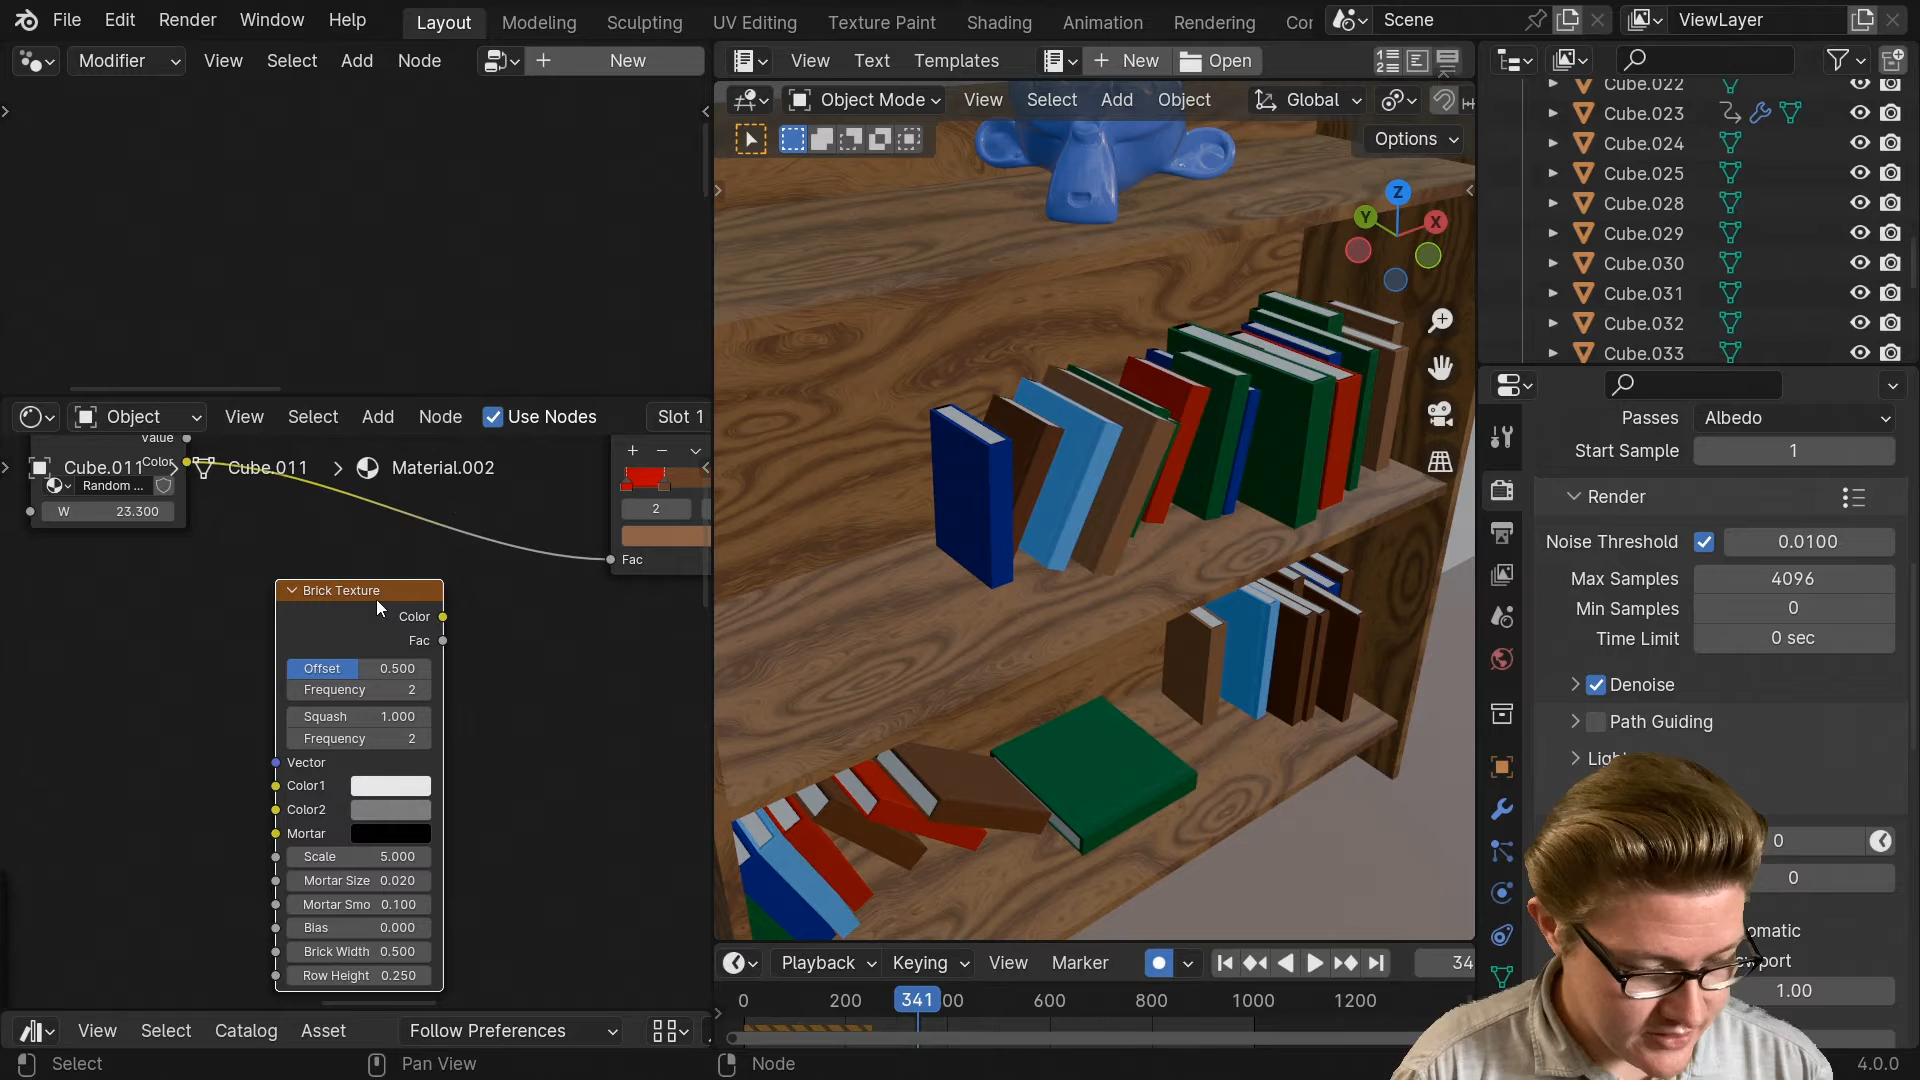 File Edit Render Window Help Layout Modeling Sculpting UV Editing Texture Paint Shading Animation Rendering Scene ViewLayer
Modifier View Select Add Node New
View Text Templates New Open
Object Mode View Select Add Object Global
Options
Z
Y
X
Cube.022
Cube.023
Cube.024
Cube.025
Cube.028
Cube.029
Cube.030
Cube.031
Cube.032
Cube.033
Passes Albedo
Start Sample 1
Render
Noise Threshold 0.0100
Max Samples 4096
Min Samples 0
Time Limit 0 sec
Denoise
Path Guiding
0
0
1.00
Object View Select Add Node Use Nodes Slot 1
Value
Color
Cube.011 Cube.011 Material.002
Random ...
W 23.300
2
Fac
Brick Texture
Color
Fac
Offset 0.500
Frequency 2
Squash 1.000
Frequency 2
Vector
Color1
Color2
Mortar
Scale 5.000
Mortar Size 0.020
Mortar Smo 0.100
Bias 0.000
Brick Width 0.500
Row Height 0.250
Playback Keying View Marker 34
0 200 341 600 800 1000 1200
View Select Catalog Asset Follow Preferences
Select Pan View Node 4.0.0